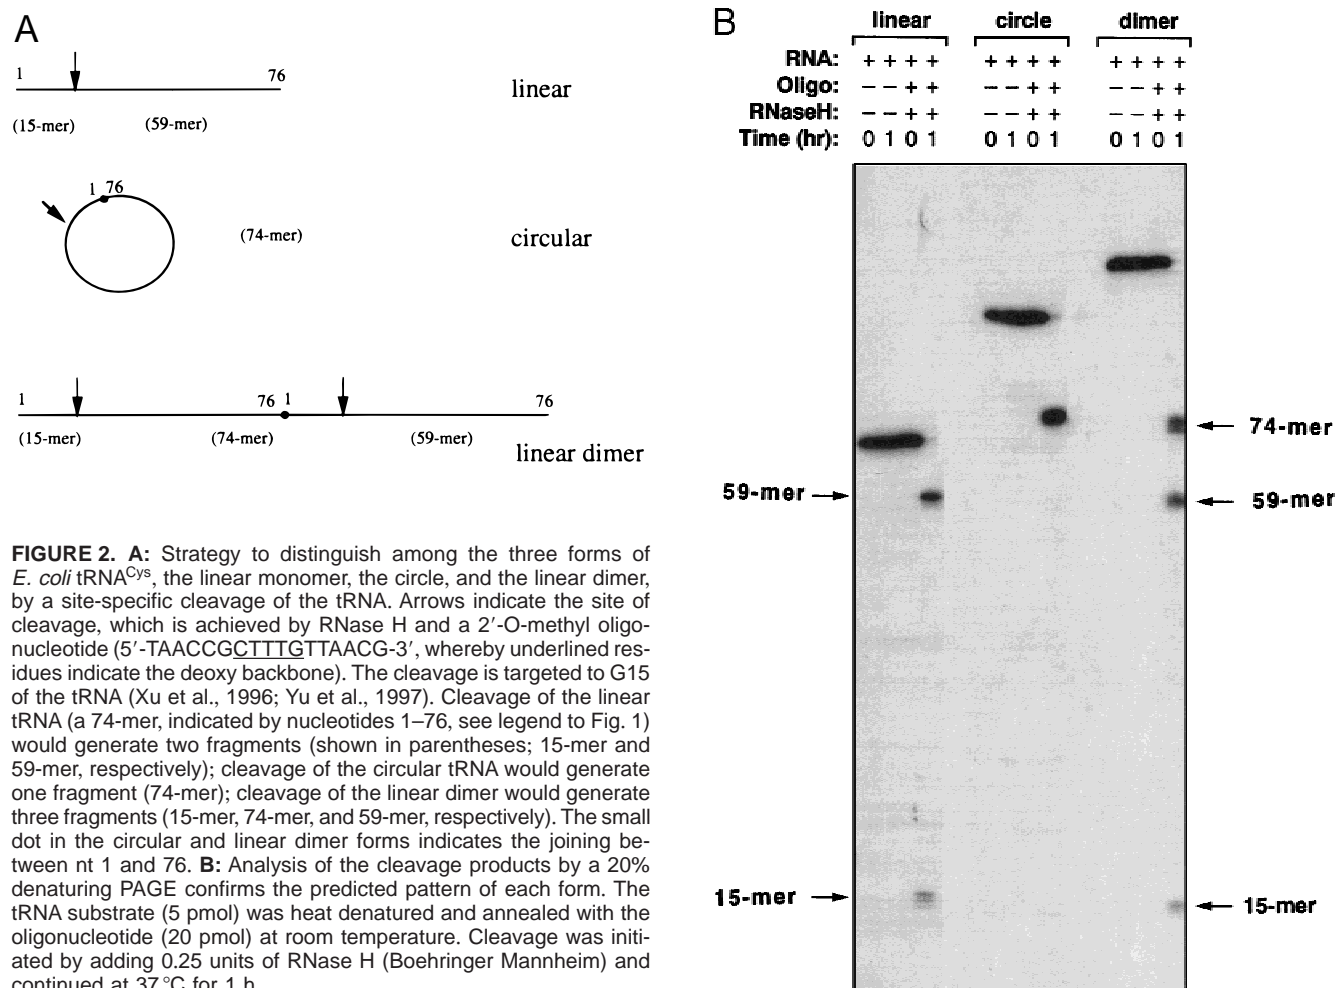 A
1 76
linear
(15-mer) (59-mer)
1 76
(74-mer)
circular
1 76 1 76
(15-mer) (74-mer) (59-mer)
linear dimer
FIGURE 2. A: Strategy to distinguish among the three forms of
E. coli tRNACys, the linear monomer, the circle, and the linear dimer,
by a site-specific cleavage of the tRNA. Arrows indicate the site of
cleavage, which is achieved by RNase H and a 2′-O-methyl oligo-
nucleotide (5′-TAACCGCTTTGTTAACG-3′, whereby underlined res-
idues indicate the deoxy backbone). The cleavage is targeted to G15
of the tRNA (Xu et al., 1996; Yu et al., 1997). Cleavage of the linear
tRNA (a 74-mer, indicated by nucleotides 1–76, see legend to Fig. 1)
would generate two fragments (shown in parentheses; 15-mer and
59-mer, respectively); cleavage of the circular tRNA would generate
one fragment (74-mer); cleavage of the linear dimer would generate
three fragments (15-mer, 74-mer, and 59-mer, respectively). The small
dot in the circular and linear dimer forms indicates the joining be-
tween nt 1 and 76. B: Analysis of the cleavage products by a 20%
denaturing PAGE confirms the predicted pattern of each form. The
tRNA substrate (5 pmol) was heat denatured and annealed with the
oligonucleotide (20 pmol) at room temperature. Cleavage was initi-
ated by adding 0.25 units of RNase H (Boehringer Mannheim) and
continued at 37 °C for 1 h.
B
linear circle dimer
RNA: + + + + + + + + + + + +
Oligo: − − + + − − + + − − + +
RNaseH: − − + + − − + + − − + +
Time (hr): 0 1 0 1 0 1 0 1 0 1 0 1
74-mer
59-mer 59-mer
15-mer 15-mer